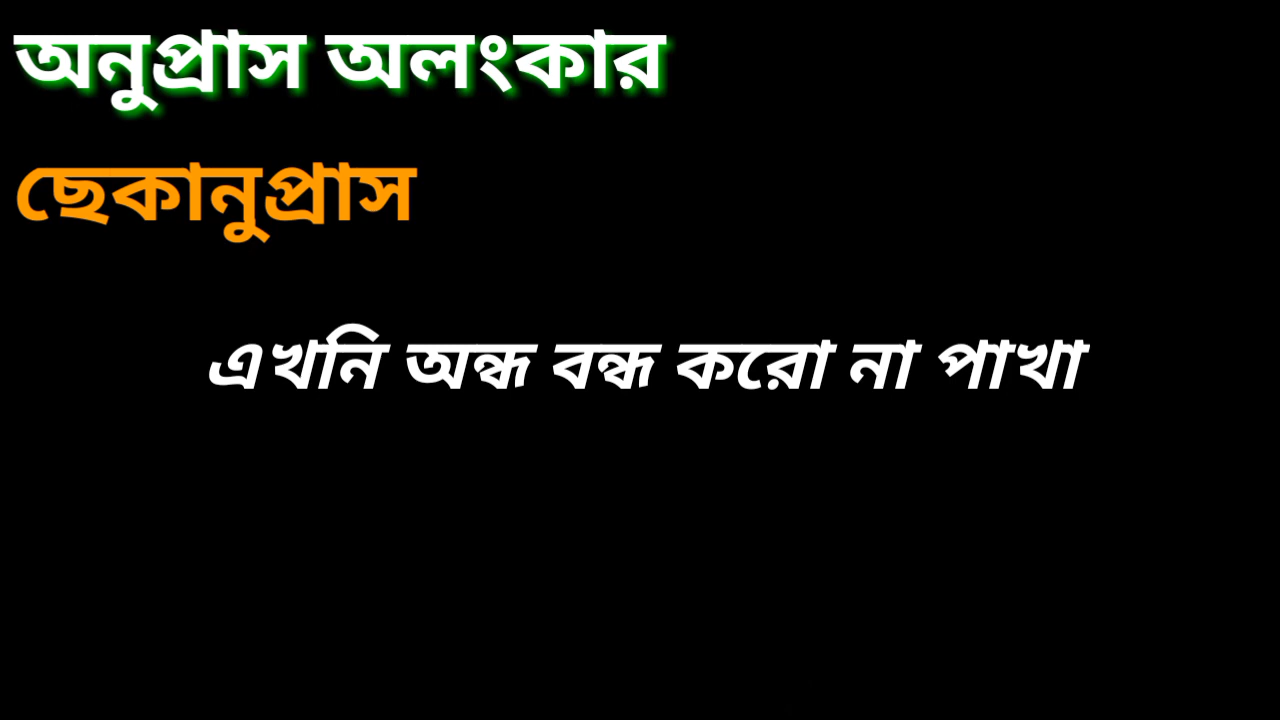 অনুপ্রাস অলংকার
ছেকানুপ্রাস
এখনি অন্ধ বন্ধ করো না পাখা